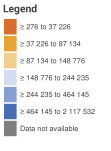 Legend
≥ 276 to 37 226
≥ 37 226 to 87 134
≥ 87 134 to 148 776
≥ 148 776 to 244 235
≥ 244 235 to 464 145
≥ 464 145 to 2 117 532
Data not available